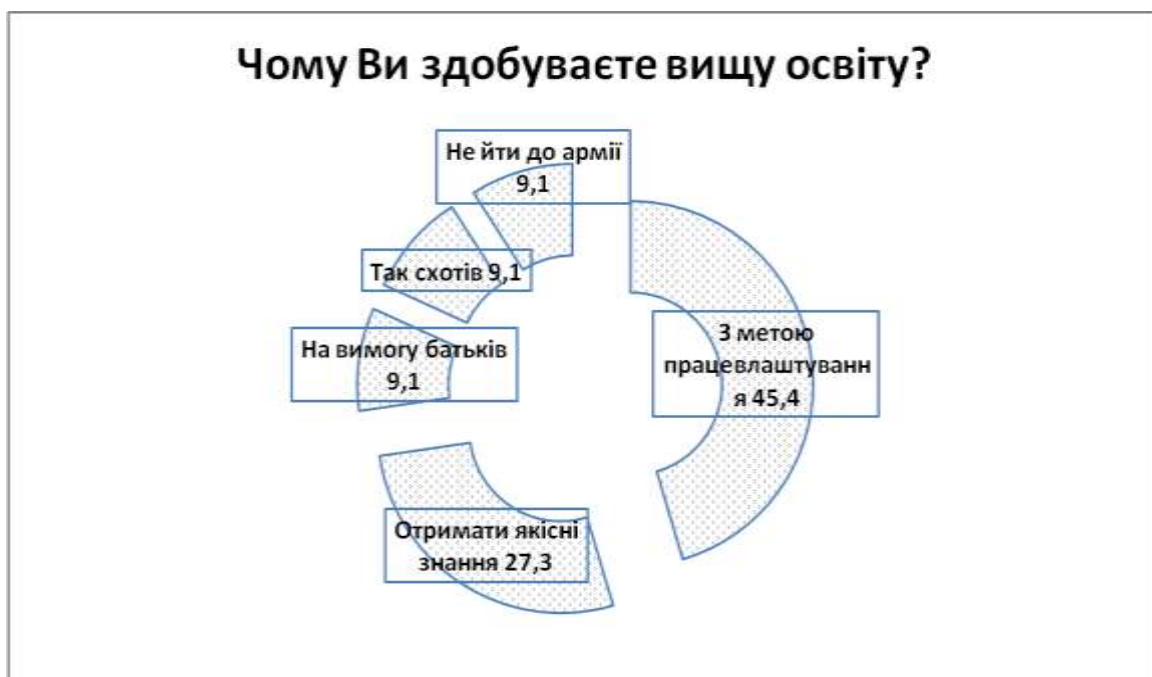 Чому Ви здобуваєте вищу освіту?
Не йти до армії
9,1
Так схотів 9,1
На вимогу батьків
9,1
З метою
працевлаштуванн
я 45,4
Отримати якісні
знання 27,3